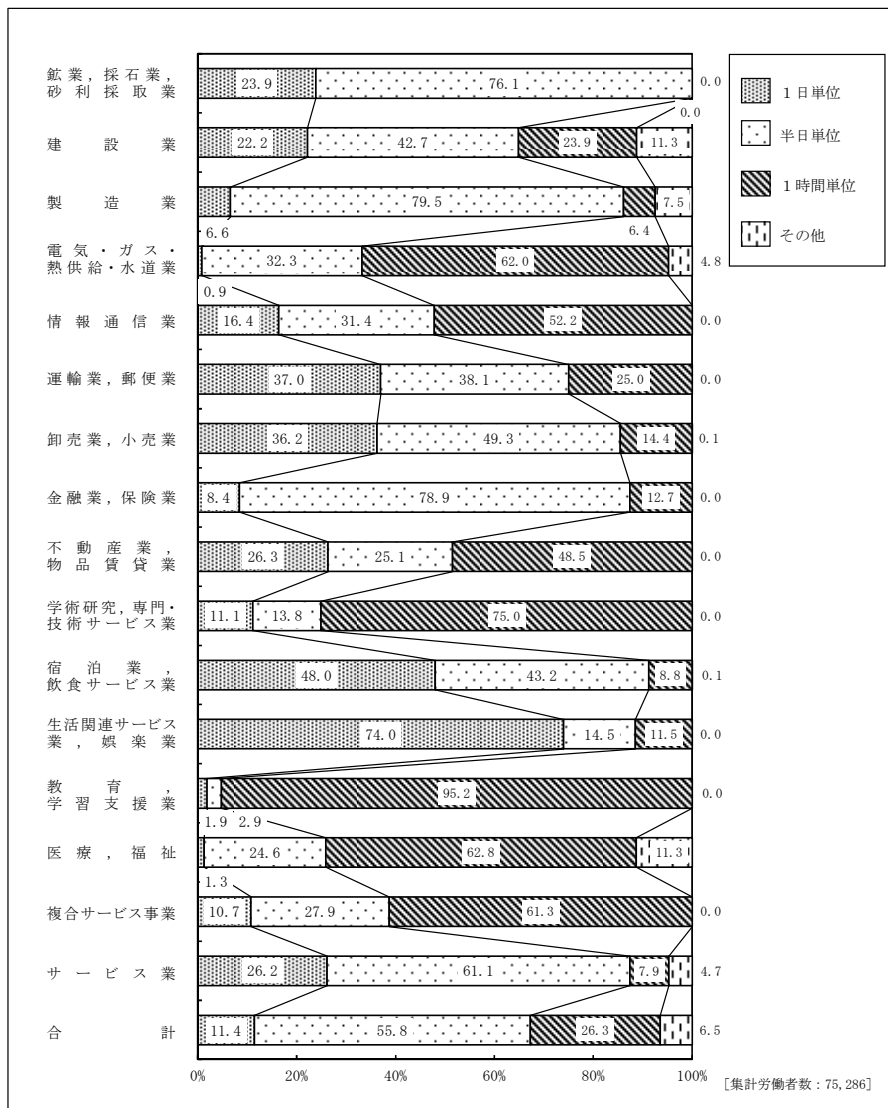 鉱業，採石業，
砂利採取業
23.9
76.1
0.0
0.0
建設業
22.2
42.7
23.9
11.3
製造業
79.5
7.5
6.6
6.4
電気・ガス・
熱供給・水道業
32.3
62.0
4.8
0.9
情報通信業
16.4
31.4
52.2
0.0
運輸業，郵便業
37.0
38.1
25.0
0.0
卸売業，小売業
36.2
49.3
14.4
0.1
金融業，保険業
8.4
78.9
12.7
0.0
不動産業，
物品賃貸業
26.3
25.1
48.5
0.0
学術研究，専門・
技術サービス業
11.1
13.8
75.0
0.0
宿泊業，
飲食サービス業
48.0
43.2
8.8
0.1
生活関連サービス
業，娯楽業
74.0
14.5
11.5
0.0
教育，
学習支援業
95.2
0.0
1.9
2.9
医療，福祉
24.6
62.8
11.3
1.3
複合サービス事業
10.7
27.9
61.3
0.0
サービス業
26.2
61.1
7.9
4.7
合計
11.4
55.8
26.3
6.5
0%
20%
40%
60%
80%
100%
１日単位
半日単位
１時間単位
その他
[集計労働者数：75,286]